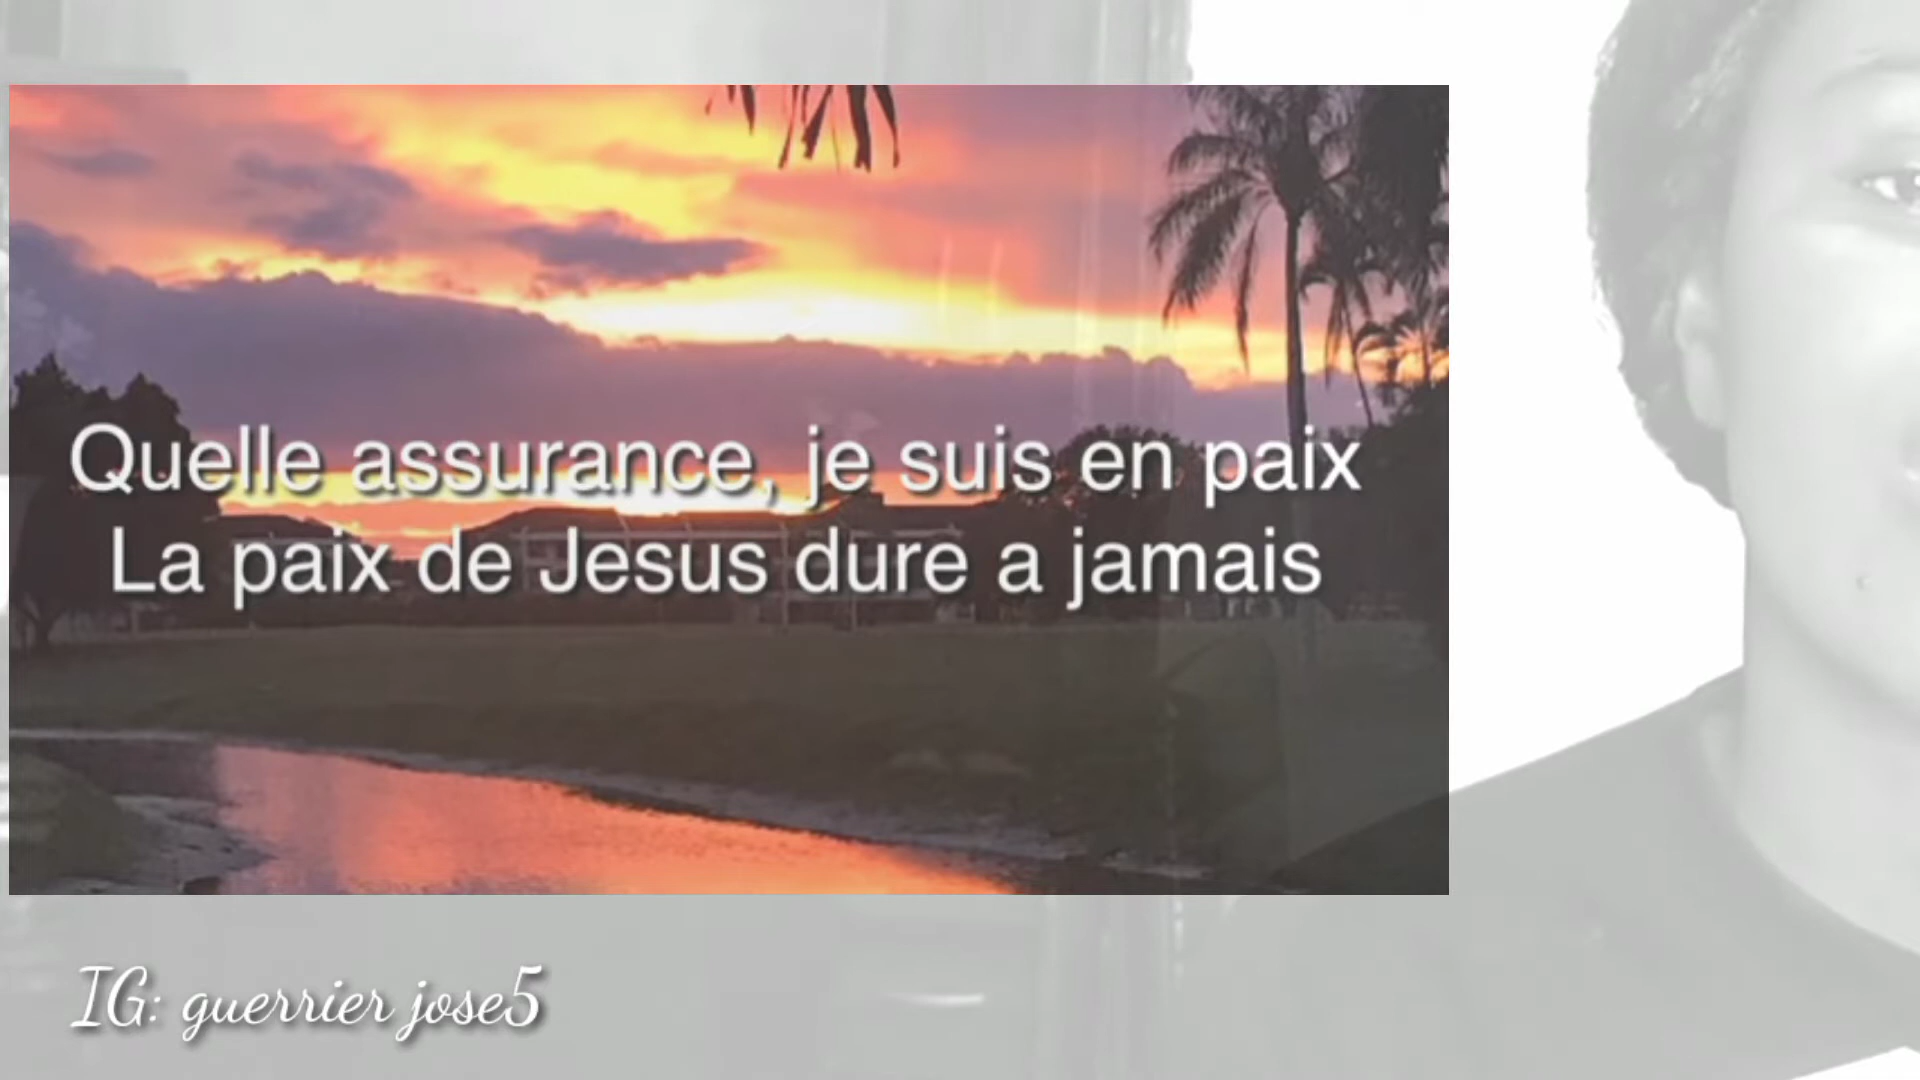 Quelle assurance, je suis en paix
La paix de Jesus dure a jamais
IG: guerrier jose5